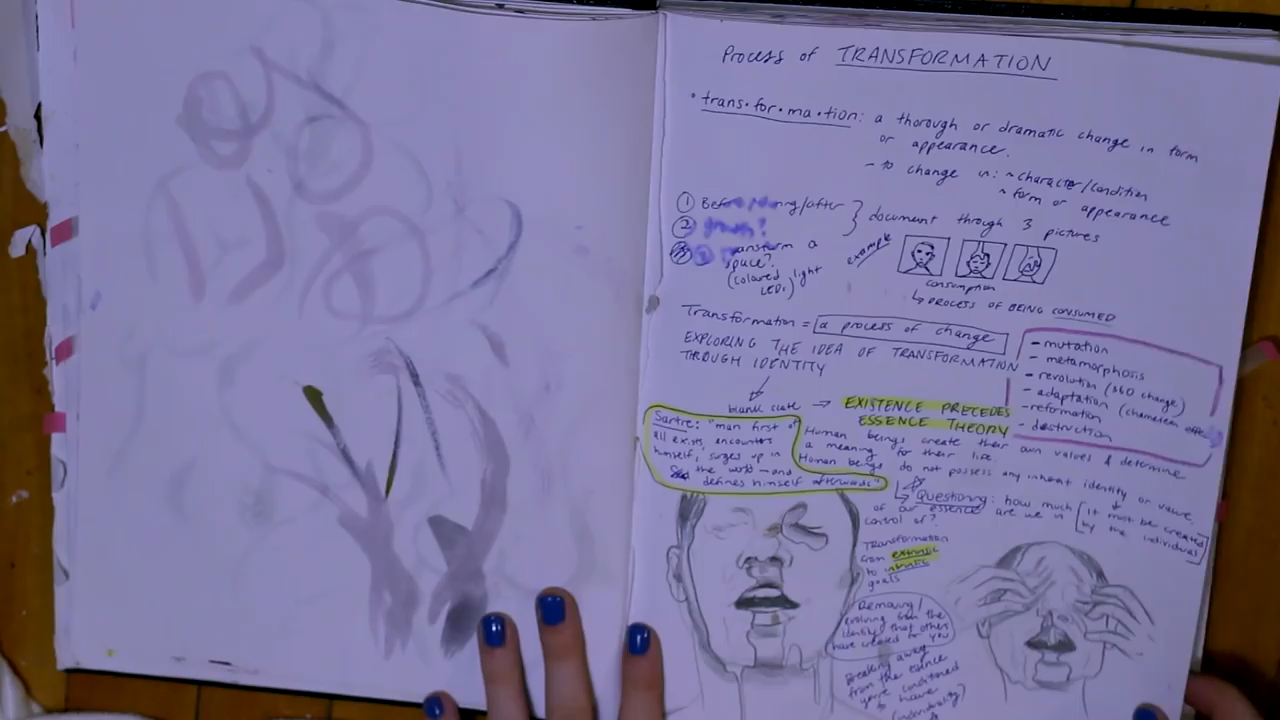 Process of TRANSFORMATION
• trans•for•ma•tion: a thorough or dramatic change in form
or appearance.
- to change in: ~ character/condition
~ form or appearance
① Before/during/after } document through 3 pictures
② growth?
transform a
space?
(colored light
LEDs)
example
consumption
↳ PROCESS OF BEING CONSUMED
Transformation = a process of change
EXPLORING THE IDEA OF TRANSFORMATION
THROUGH IDENTITY
- mutation
- metamorphosis
- revolution (360 change)
- adaptation (chameleon
- reformation
- destruction
blank slate → EXISTENCE PRECEDES
ESSENCE THEORY
Sartre: "man first of
all exists, encounters
himself, surges up in
the world — and
defines himself afterwards"
Human beings create their own values & determine
a meaning for their life.
Human beings do not possess any inherent identity or value.
[it must be created
by the individual]
↳ Questioning: how much
of our essence are we in
control of?
Transformation
from extrinsic
to intrinsic
goals
Removing/
evolving from the
identity that others
have created for you
Breaking away
from the essence
you're conditioned
to have
(individuality)